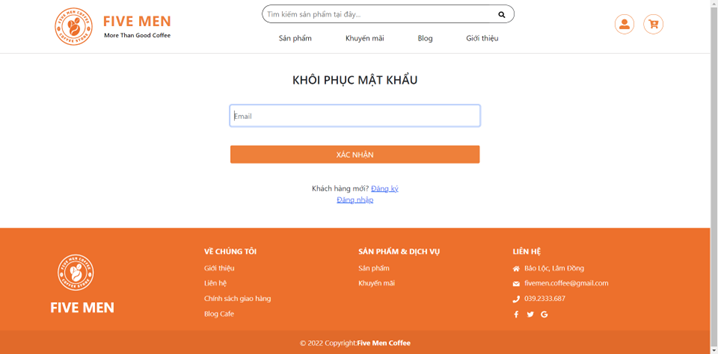 FIVE MEN
More Than Good Coffee
Tìm kiếm sản phẩm tại đây...
Sản phẩm Khuyến mãi Blog Giới thiệu
KHÔI PHỤC MẬT KHẨU
Email
XÁC NHẬN
Khách hàng mới? Đăng ký
Đăng nhập
FIVE MEN
VỀ CHÚNG TÔI
Giới thiệu
Liên hệ
Chính sách giao hàng
Blog Cafe
SẢN PHẨM & DỊCH VỤ
Sản phẩm
Khuyến mãi
LIÊN HỆ
Bảo Lộc, Lâm Đồng
fivemen.coffee@gmail.com
039.2333.687
© 2022 Copyright:Five Men Coffee